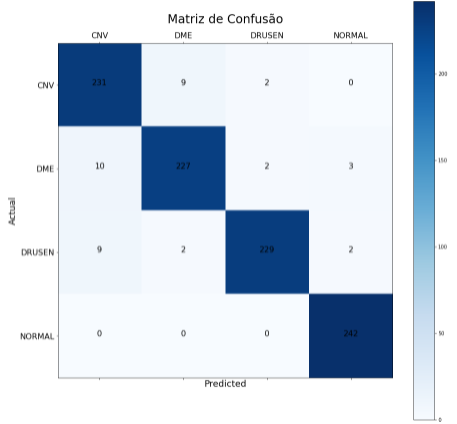 Matriz de Confusão
CNV DME DRUSEN NORMAL
CNV 231 9 2 0
DME 10 227 2 3
DRUSEN 9 2 229 2
NORMAL 0 0 0 242
Actual
Predicted
200
150
100
50
0